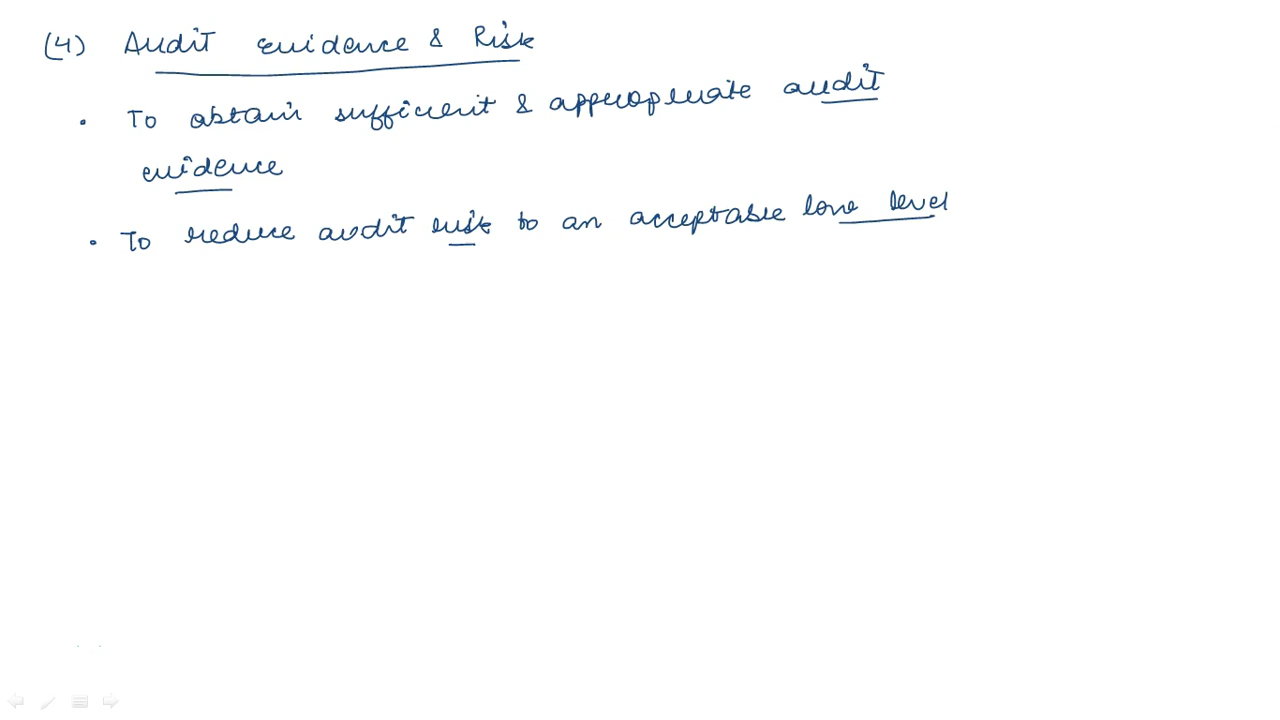 (4) Audit evidence & Risk
• To obtain sufficient & appropriate audit
evidence
• To reduce audit risk to an acceptable low level